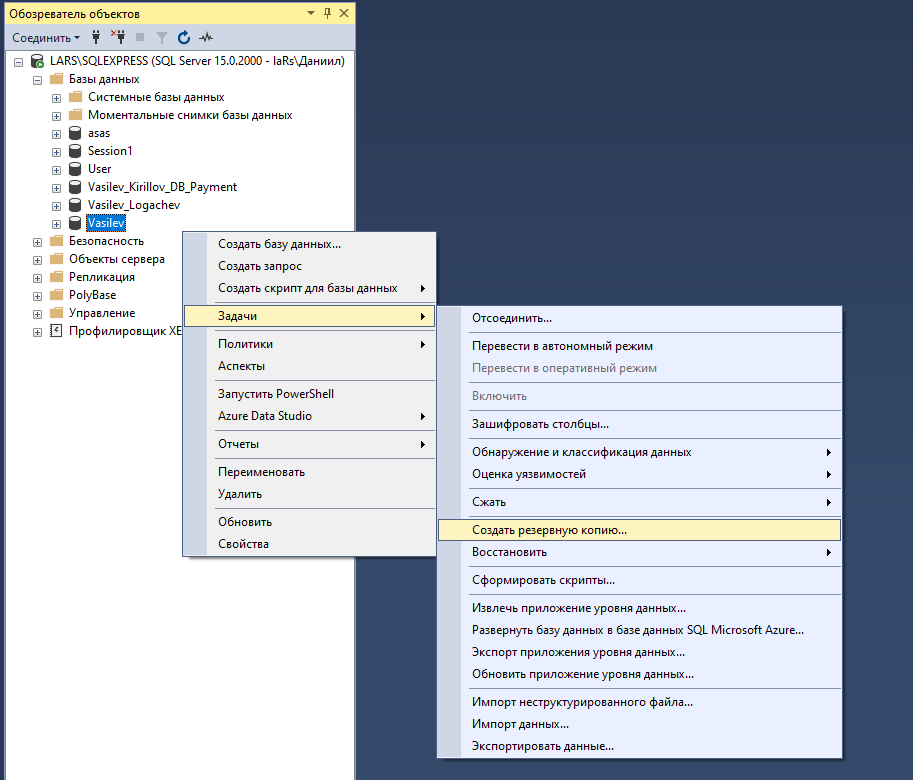 Обозреватель объектов
Соединить
LARS\SQLEXPRESS (SQL Server 15.0.2000 - laRs\Даниил)
Базы данных
Системные базы данных
Моментальные снимки базы данных
asas
Session1
User
Vasilev_Kirillov_DB_Payment
Vasilev_Logachev
Vasilev
Безопасность
Объекты сервера
Репликация
PolyBase
Управление
Профилировщик XE
Создать базу данных...
Создать запрос
Создать скрипт для базы данных
Задачи
Политики
Аспекты
Запустить PowerShell
Azure Data Studio
Отчеты
Переименовать
Удалить
Обновить
Свойства
Отсоединить...
Перевести в автономный режим
Перевести в оперативный режим
Включить
Зашифровать столбцы...
Обнаружение и классификация данных
Оценка уязвимостей
Сжать
Создать резервную копию...
Восстановить
Сформировать скрипты...
Извлечь приложение уровня данных...
Развернуть базу данных в базе данных SQL Microsoft Azure...
Экспорт приложения уровня данных...
Обновить приложение уровня данных...
Импорт неструктурированного файла...
Импорт данных...
Экспортировать данные...